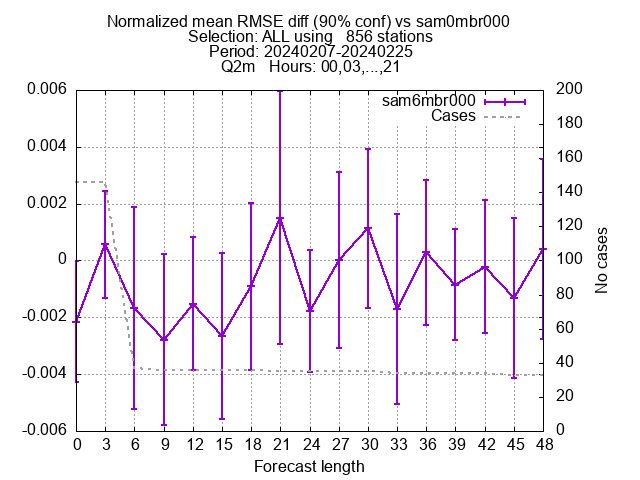 Normalized mean RMSE diff (90% conf) vs sam0mbr000
Selection: ALL using   856 stations
Period: 20240207-20240225
Q2m   Hours: 00,03,...,21
sam6mbr000
Cases
0.006
0.004
0.002
0
-0.002
-0.004
-0.006
200
180
160
140
120
100
80
60
40
20
0
No cases
0 3 6 9 12 15 18 21 24 27 30 33 36 39 42 45 48
Forecast length